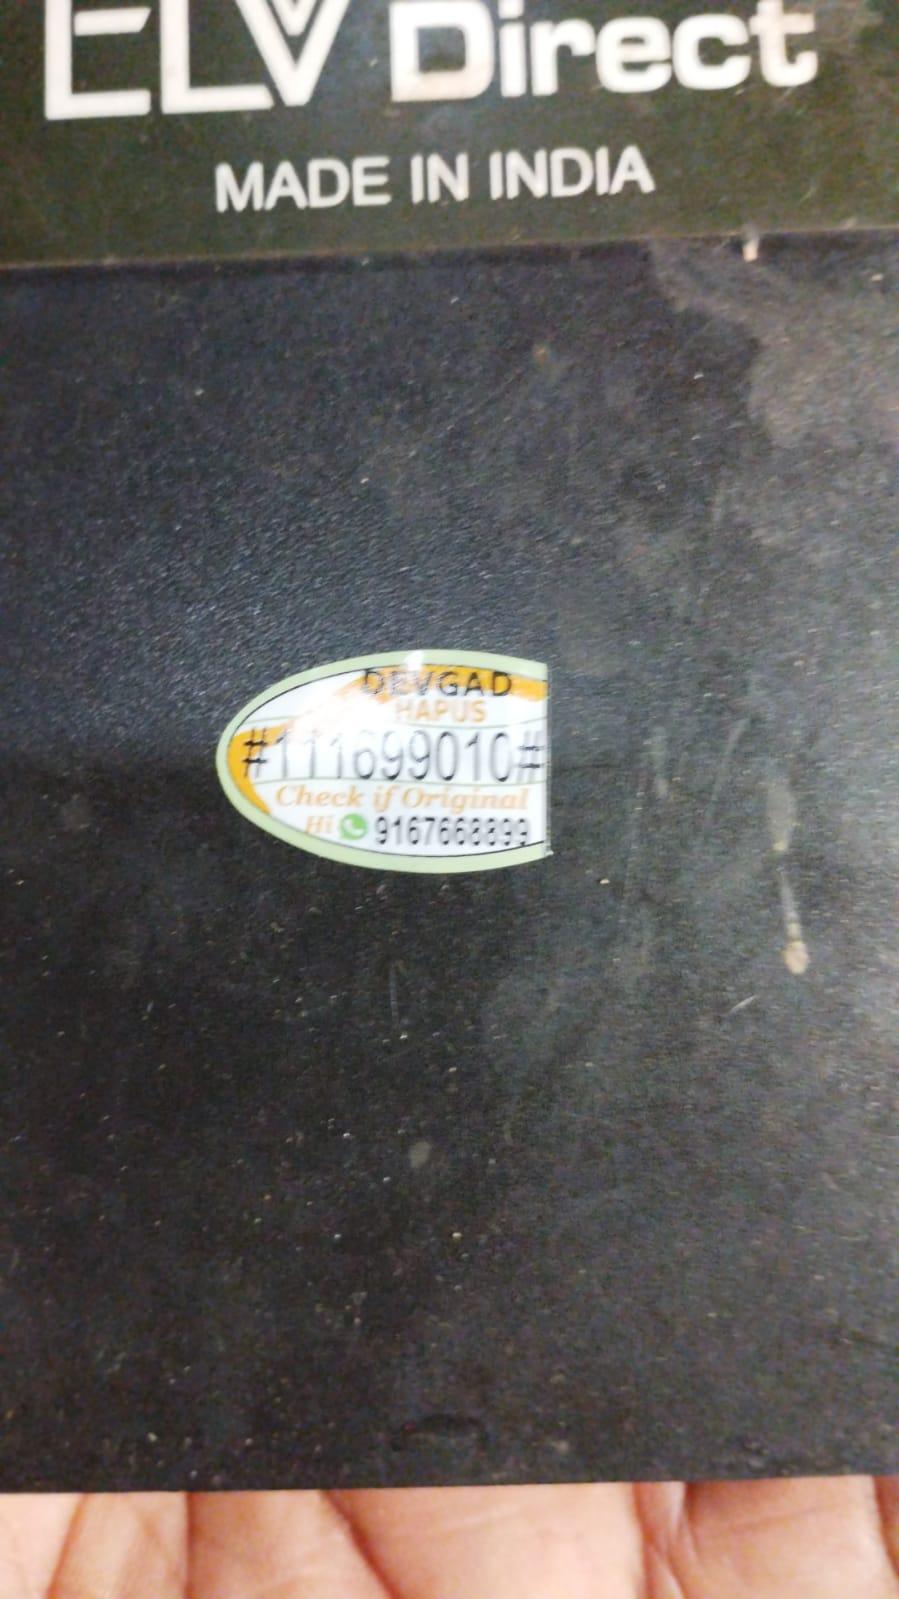 ELV Direct
MADE IN INDIA
DEVGAD
HAPUS
#111699010#
Check if Original
Hi 9167668899